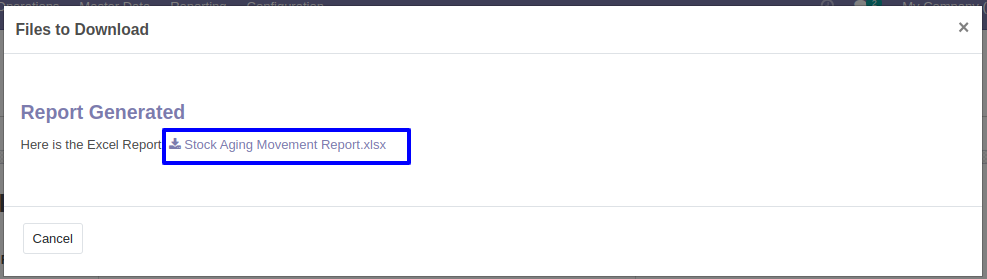 Operations Master Data Reporting Configuration 2 My Company
Files to Download ×
Report Generated
Here is the Excel Report Stock Aging Movement Report.xlsx
Cancel